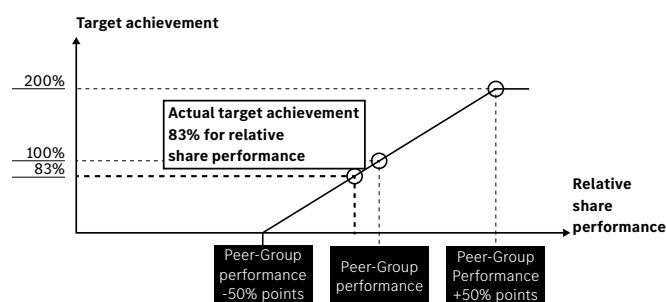 Target achievement
200%
Actual target achievement
83% for relative
share performance
100%
83%
Relative
share
performance
Peer-Group
performance
-50% points
Peer-Group
performance
Peer-Group
Performance
+50% points